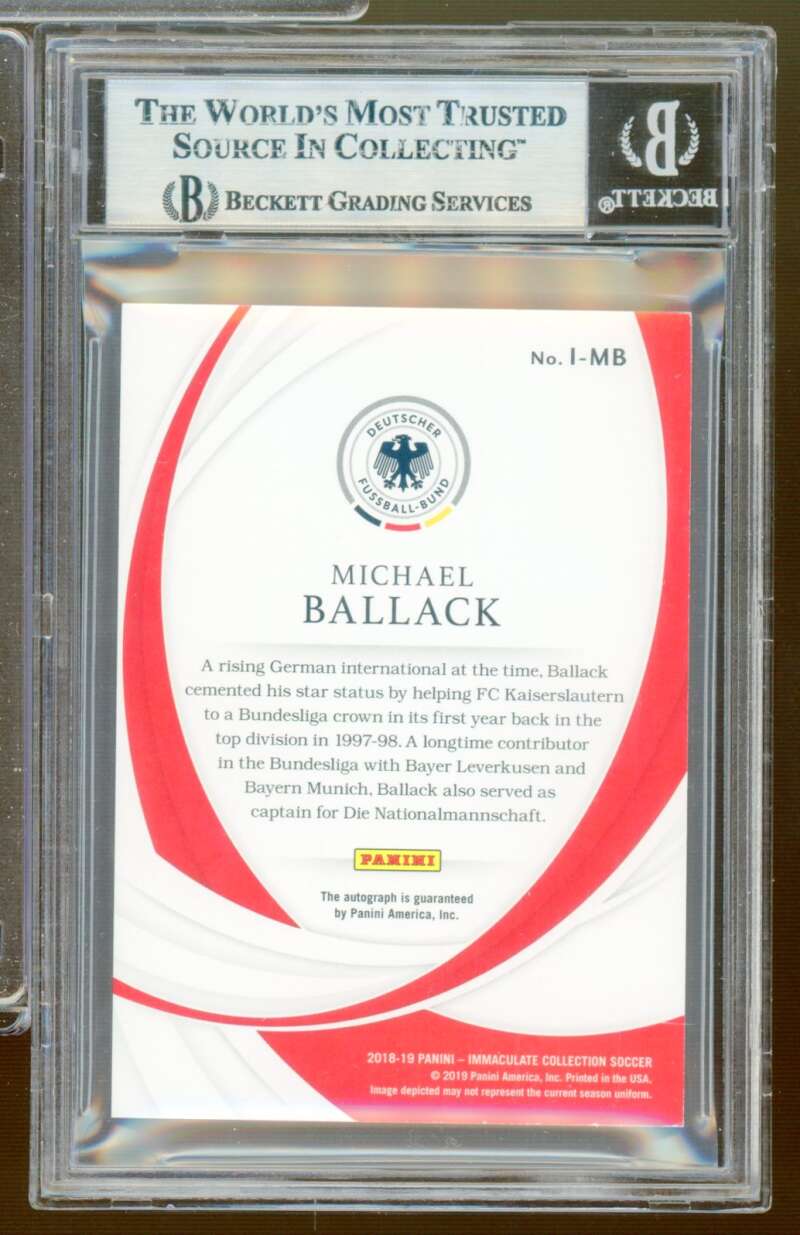 THE WORLD'S MOST TRUSTED
SOURCE IN COLLECTING™
B BECKETT GRADING SERVICES
B
BECKETT®
No. I-MB
DEUTSCHER
FUSSBALL-BUND
MICHAEL
BALLACK
A rising German international at the time, Ballack
cemented his star status by helping FC Kaiserslautern
to a Bundesliga crown in its first year back in the
top division in 1997-98. A longtime contributor
in the Bundesliga with Bayer Leverkusen and
Bayern Munich, Ballack also served as
captain for Die Nationalmannschaft.
PANINI
The autograph is guaranteed
by Panini America, Inc.
2018-19 PANINI – IMMACULATE COLLECTION SOCCER
© 2019 Panini America, Inc. Printed in the USA.
Image depicted may not represent the current season uniform.